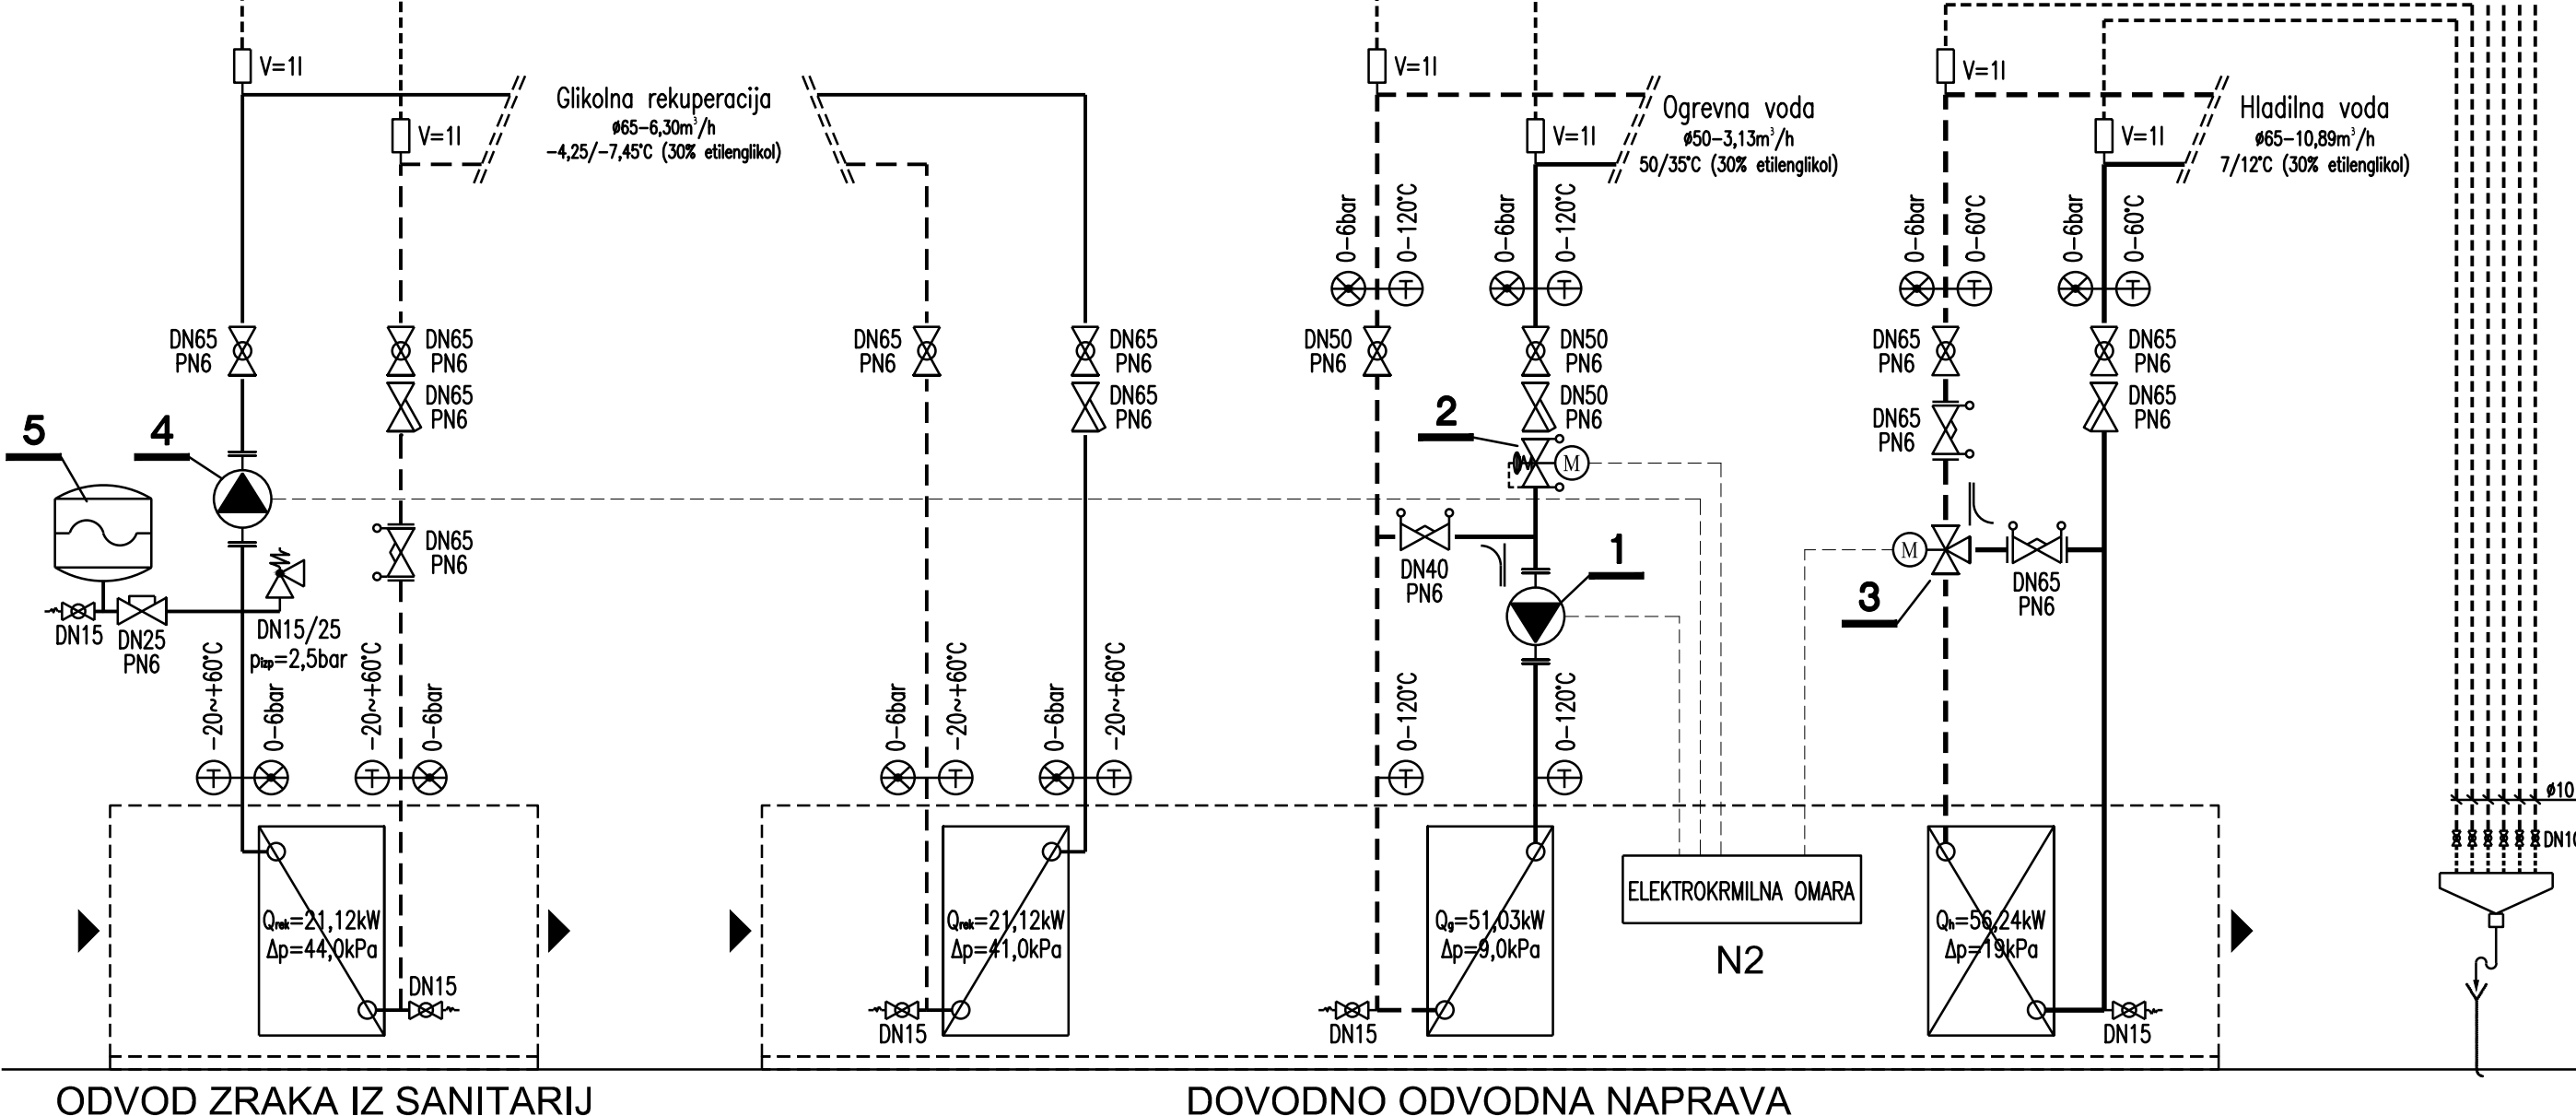 V=1l
V=1l
Glikolna rekuperacija
ø65-6,30m³/h
-4,25/-7,45°C (30% etilenglikol)
V=1l
V=1l
Ogrevna voda
ø50-3,13m³/h
50/35°C (30% etilenglikol)
V=1l
V=1l
Hladilna voda
ø65-10,89m³/h
7/12°C (30% etilenglikol)
0-6bar
0-120°C
0-6bar
0-120°C
0-6bar
0-60°C
0-6bar
0-60°C
T
T
T
T
DN65
PN6
DN65
PN6
DN65
PN6
DN65
PN6
DN50
PN6
DN50
PN6
DN65
PN6
DN65
PN6
DN65
PN6
DN65
PN6
DN50
PN6
DN65
PN6
DN65
PN6
5
4
2
M
DN65
PN6
DN40
PN6
1
M
3
DN65
PN6
DN15
DN25
PN6
DN15/25
pizp=2,5bar
-20~+60°C
0-6bar
-20~+60°C
0-6bar
0-6bar
-20~+60°C
0-6bar
-20~+60°C
0-120°C
0-120°C
T
T
T
T
T
T
ø10
DN10
Qrek=21,12kW
Δp=44,0kPa
DN15
Qrek=21,12kW
Δp=41,0kPa
DN15
Qg=51,03kW
Δp=9,0kPa
DN15
ELEKTROKRMILNA OMARA
N2
Qh=56,24kW
Δp=19kPa
DN15
ODVOD ZRAKA IZ SANITARIJ
DOVODNO ODVODNA NAPRAVA